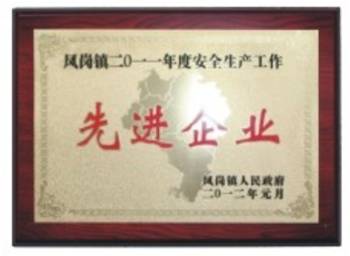 凤岗镇二〇一一年度安全生产工作
先进企业
凤岗镇人民政府
二〇一二年元月